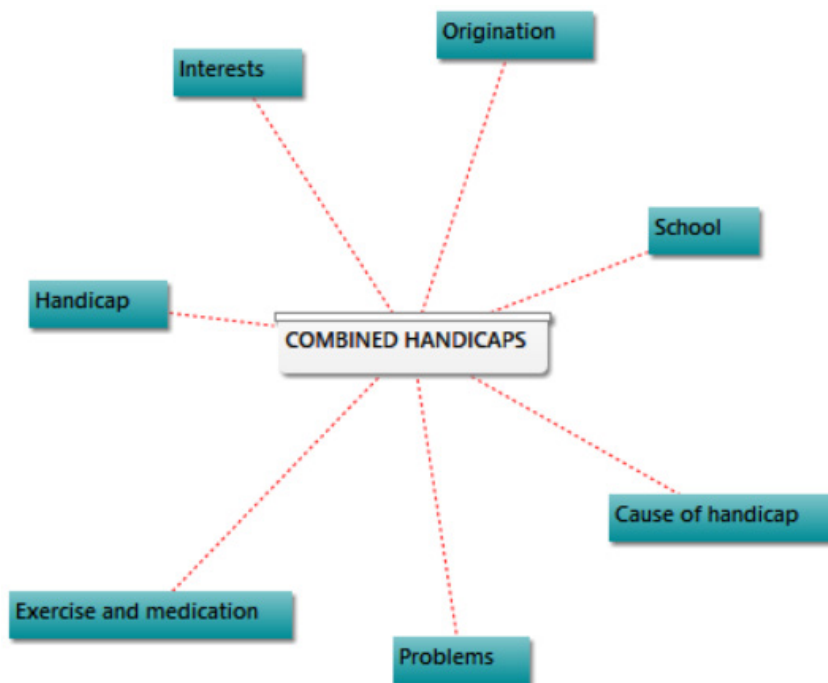 Origination
Interests
School
Handicap
COMBINED HANDICAPS
Cause of handicap
Exercise and medication
Problems